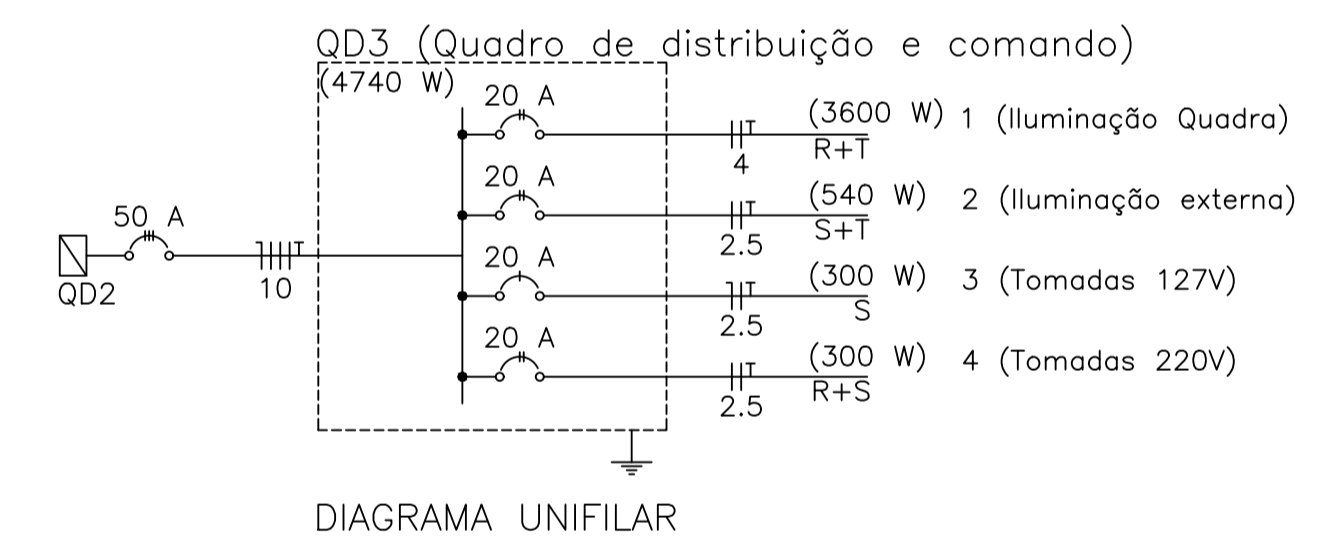 QD3 (Quadro de distribuição e comando)
(4740 W)
20 A
(3600 W) 1 (Iluminação Quadra)
4
R+T
20 A
(540 W) 2 (Iluminação externa)
2.5
S+T
50 A
20 A
(300 W) 3 (Tomadas 127V)
QD2
10
2.5
S
20 A
(300 W) 4 (Tomadas 220V)
2.5
R+S
DIAGRAMA UNIFILAR